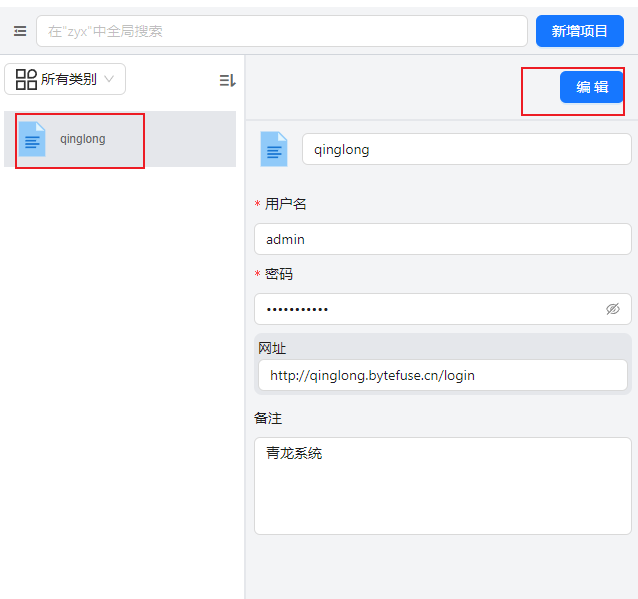 在"zyx"中全局搜索
新增项目
所有类别
编 辑
qinglong
qinglong
* 用户名
admin
* 密码
•••••••••••
网址
http://qinglong.bytefuse.cn/login
备注
青龙系统